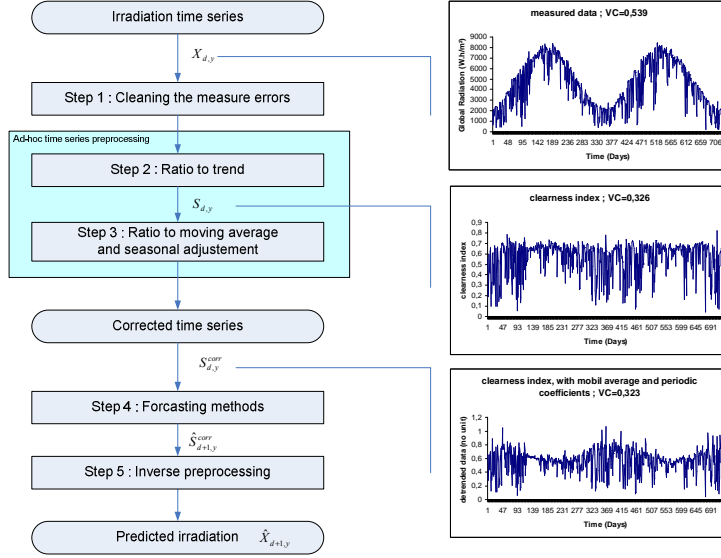 Irradiation time series
X_{d,y}
Step 1 : Cleaning the measure errors
Ad-hoc time series preprocessing
Step 2 : Ratio to trend
S_{d,y}
Step 3 : Ratio to moving average
and seasonal adjustement
Corrected time series
S^{corr}_{d,y}
Step 4 : Forcasting methods
Ŝ^{corr}_{d+1,y}
Step 5 : Inverse preprocessing
Predicted irradiation X̂_{d+1,y}
measured data ; VC=0,539
Global Radiation (W.h/m²)
9000
8000
7000
6000
5000
4000
3000
2000
1000
0
1 48 95 142 189 236 283 330 377 424 471 518 565 612 659 706
Time (Days)
clearness index ; VC=0,326
clearness index
0,9
0,8
0,7
0,6
0,5
0,4
0,3
0,2
0,1
0
1 47 93 139 185 231 277 323 369 415 461 507 553 599 645 691
Time (Days)
clearness index, with mobil average and periodic
coefficients ; VC=0,323
detrended data (no unit)
1,2
1
0,8
0,6
0,4
0,2
0
1 47 93 139 185 231 277 323 369 415 461 507 553 599 645 691
Time (Days)